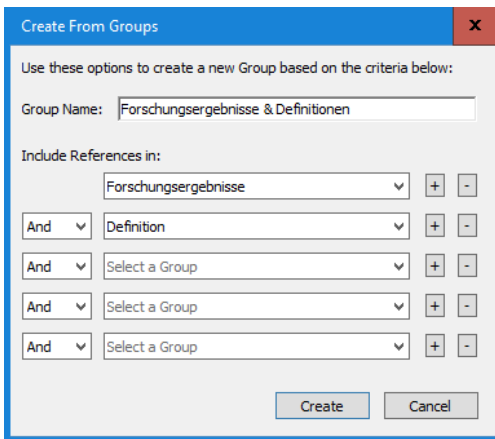 Create From Groups
x
Use these options to create a new Group based on the criteria below:
Group Name: Forschungsergebnisse & Definitionen
Include References in:
Forschungsergebnisse + -
And Definition + -
And Select a Group + -
And Select a Group + -
And Select a Group + -
Create Cancel